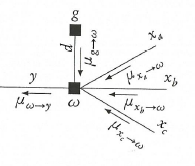 g
d
μ_{g→ω}
x_a
μ_{x_a→ω}
y
μ_{ω→y}
ω
μ_{x_b→ω}
x_b
μ_{x_c→ω}
x_c